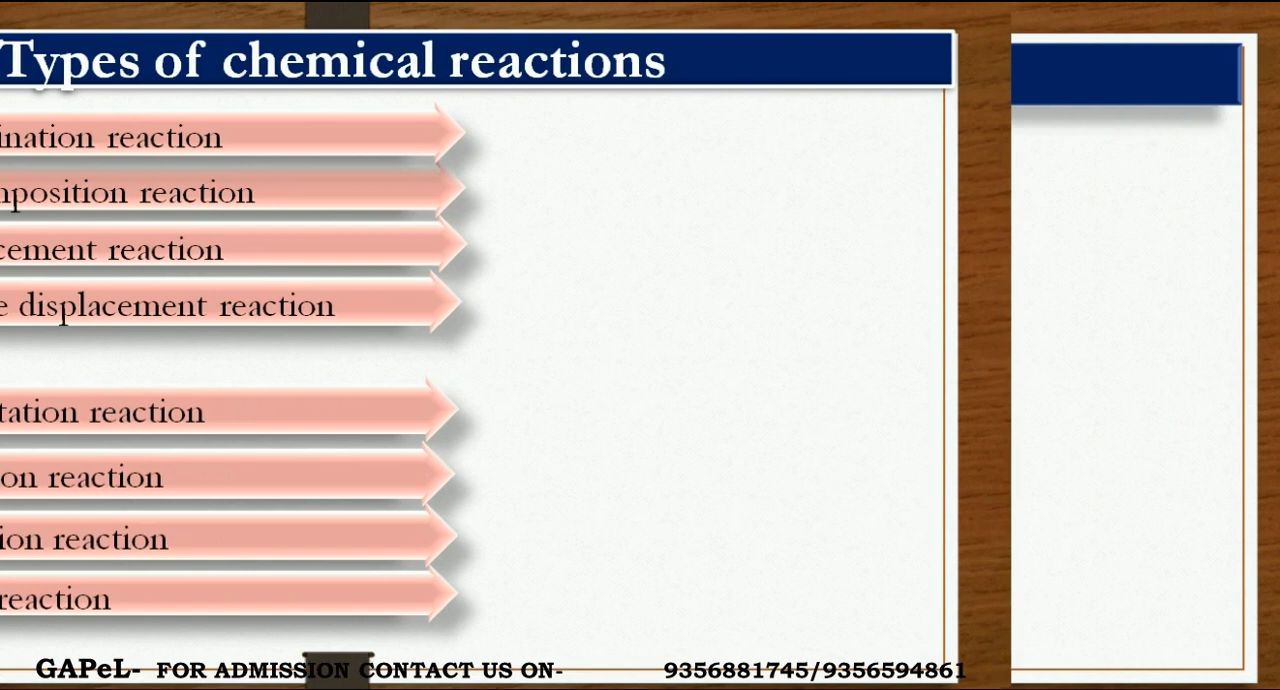 Types of chemical reactions
ination reaction
mposition reaction
cement reaction
e displacement reaction
tation reaction
on reaction
ion reaction
reaction
GAPeL- FOR ADMISSION CONTACT US ON- 9356881745/9356594861